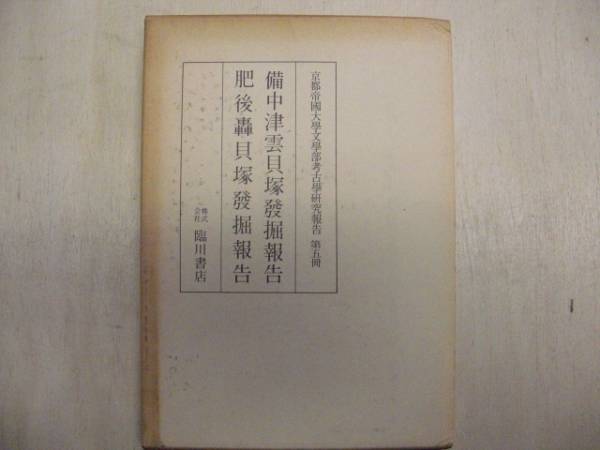 京都帝國大學文學部考古學研究報告 第五冊
備中津雲貝塚發掘報告
肥後轟貝塚發掘報告
株式会社 臨川書店